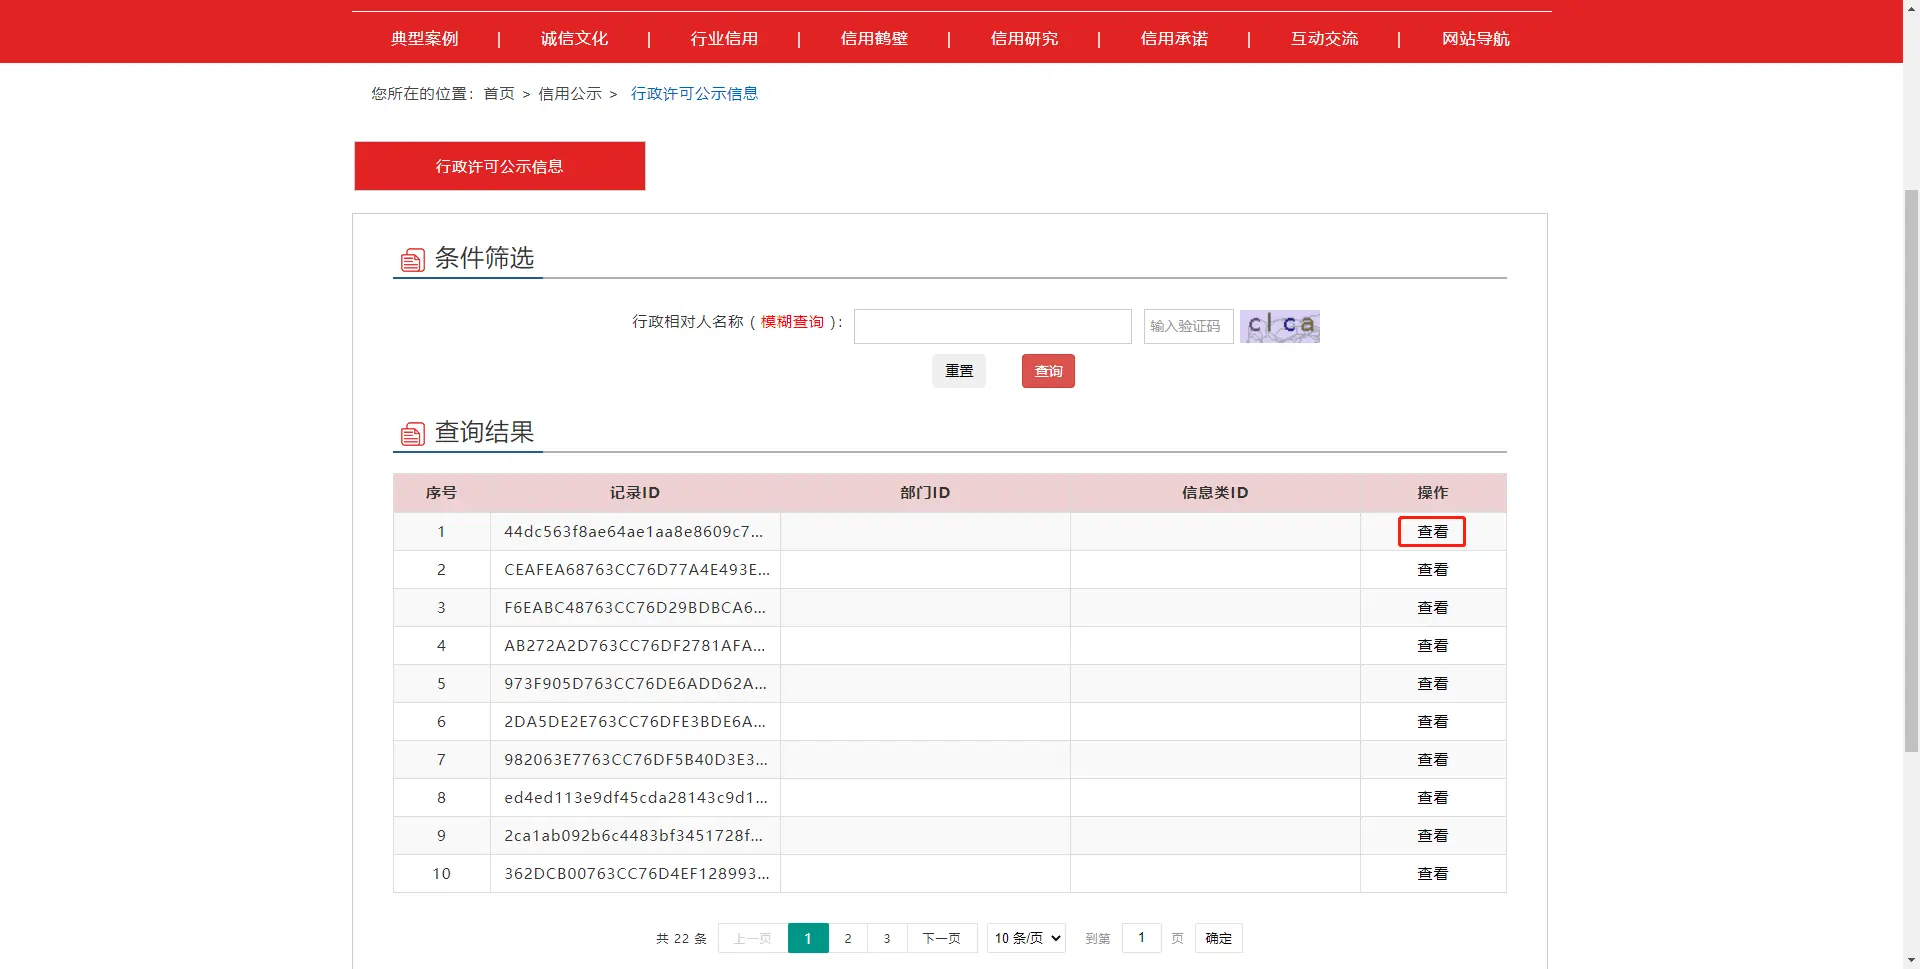 典型案例 | 诚信文化 | 行业信用 | 信用鹤壁 | 信用研究 | 信用承诺 | 互动交流 | 网站导航
您所在的位置：首页 > 信用公示 > 行政许可公示信息
行政许可公示信息
条件筛选
行政相对人名称 ( 模糊查询 )： 输入验证码 clca
重置 查询
查询结果
序号 记录ID 部门ID 信息类ID 操作
1 44dc563f8ae64ae1aa8e8609c7... 查看
2 CEAFEA68763CC76D77A4E493E... 查看
3 F6EABC48763CC76D29BDBCA6... 查看
4 AB272A2D763CC76DF2781AFA... 查看
5 973F905D763CC76DE6ADD62A... 查看
6 2DA5DE2E763CC76DFE3BDE6A... 查看
7 982063E7763CC76DF5B40D3E3... 查看
8 ed4ed113e9df45cda28143c9d1... 查看
9 2ca1ab092b6c4483bf3451728f... 查看
10 362DCB00763CC76D4EF128993... 查看
共 22 条 上一页 1 2 3 下一页 10 条/页 到第 1 页 确定